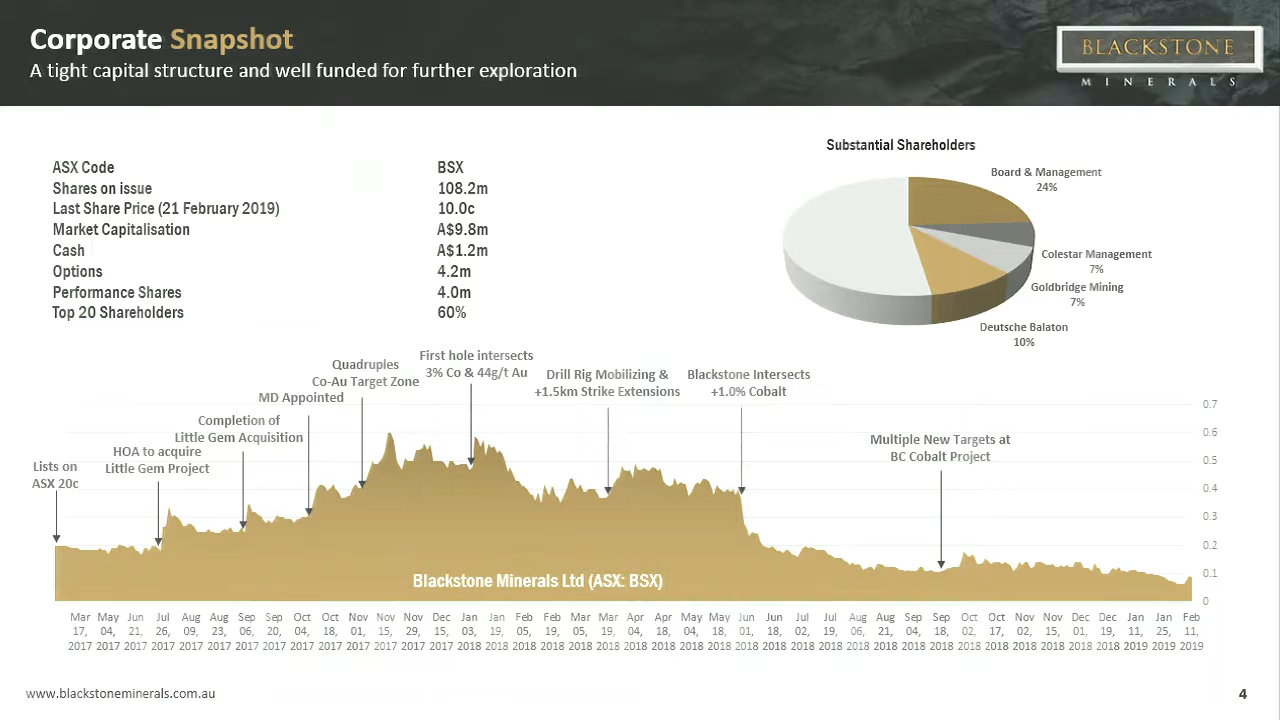 Corporate Snapshot
A tight capital structure and well funded for further exploration
BLACKSTONE
MINERALS
ASX Code BSX
Shares on issue 108.2m
Last Share Price (21 February 2019) 10.0c
Market Capitalisation A$9.8m
Cash A$1.2m
Options 4.2m
Performance Shares 4.0m
Top 20 Shareholders 60%
Substantial Shareholders
Board & Management
24%
Colestar Management
7%
Goldbridge Mining
7%
Deutsche Balaton
10%
Lists on
ASX 20c
HOA to acquire
Little Gem Project
Completion of
Little Gem Acquisition
MD Appointed
Quadruples
Co-Au Target Zone
First hole intersects
3% Co & 44g/t Au
Drill Rig Mobilizing &
+1.5km Strike Extensions
Blackstone Intersects
+1.0% Cobalt
Multiple New Targets at
BC Cobalt Project
0.7
0.6
0.5
0.4
0.3
0.2
0.1
0
Blackstone Minerals Ltd (ASX: BSX)
Mar May Jun Jul Aug Aug Sep Sep Oct Oct Nov Nov Nov Dec Jan Jan Feb Feb Mar Mar Apr Apr May May Jun Jun Jul Jul Aug Aug Sep Sep Oct Oct Nov Nov Dec Dec Jan Jan Feb
17, 04, 21, 26, 09, 23, 06, 20, 04, 18, 01, 15, 29, 15, 03, 19, 05, 19, 05, 19, 04, 18, 04, 18, 01, 18, 02, 19, 06, 21, 04, 18, 02, 17, 02, 15, 01, 19, 11, 25, 11,
2017 2017 2017 2017 2017 2017 2017 2017 2017 2017 2017 2017 2017 2017 2018 2018 2018 2018 2018 2018 2018 2018 2018 2018 2018 2018 2018 2018 2018 2018 2018 2018 2018 2018 2018 2018 2018 2018 2019 2019 2019
www.blackstoneminerals.com.au
4